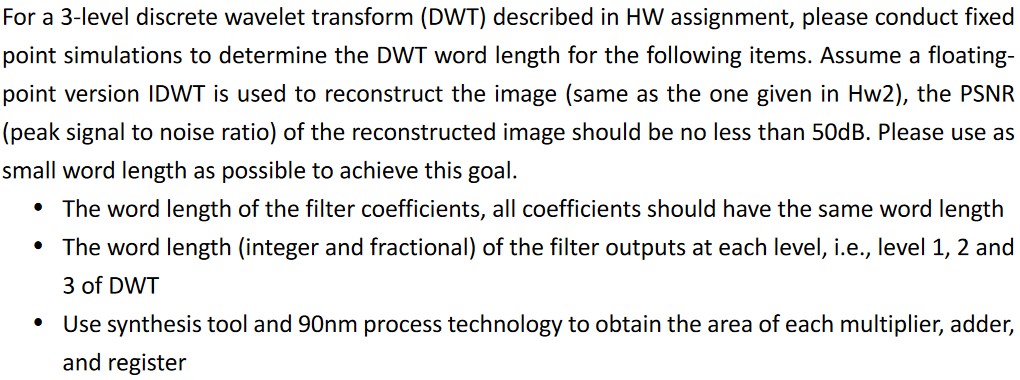 For a 3-level discrete wavelet transform (DWT) described in HW assignment, please conduct fixed
point simulations to determine the DWT word length for the following items. Assume a floating-
point version IDWT is used to reconstruct the image (same as the one given in Hw2), the PSNR
(peak signal to noise ratio) of the reconstructed image should be no less than 50dB. Please use as
small word length as possible to achieve this goal.
• The word length of the filter coefficients, all coefficients should have the same word length
• The word length (integer and fractional) of the filter outputs at each level, i.e., level 1, 2 and
3 of DWT
• Use synthesis tool and 90nm process technology to obtain the area of each multiplier, adder,
and register